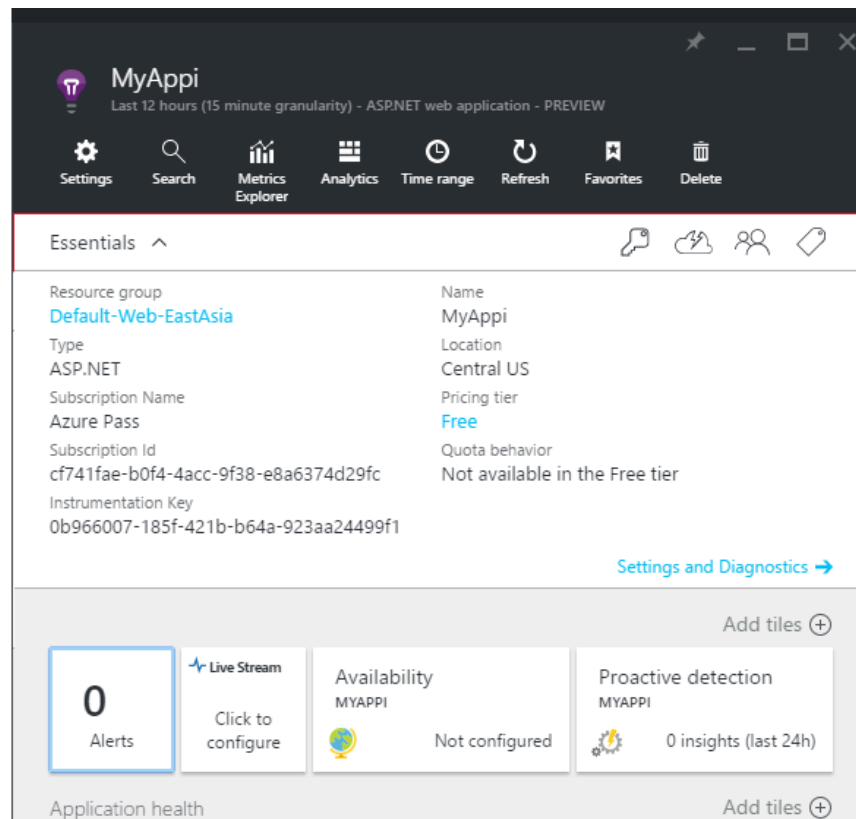 MyAppi
Last 12 hours (15 minute granularity) - ASP.NET web application - PREVIEW
Settings
Search
Metrics Explorer
Analytics
Time range
Refresh
Favorites
Delete
Essentials
Resource group
Default-Web-EastAsia
Name
MyAppi
Type
ASP.NET
Location
Central US
Subscription Name
Azure Pass
Pricing tier
Free
Subscription Id
cf741fae-b0f4-4acc-9f38-e8a6374d29fc
Quota behavior
Not available in the Free tier
Instrumentation Key
0b966007-185f-421b-b64a-923aa24499f1
Settings and Diagnostics
Add tiles
0
Alerts
Live Stream
Click to
configure
Availability
MYAPPI
Not configured
Proactive detection
MYAPPI
0 insights (last 24h)
Application health
Add tiles